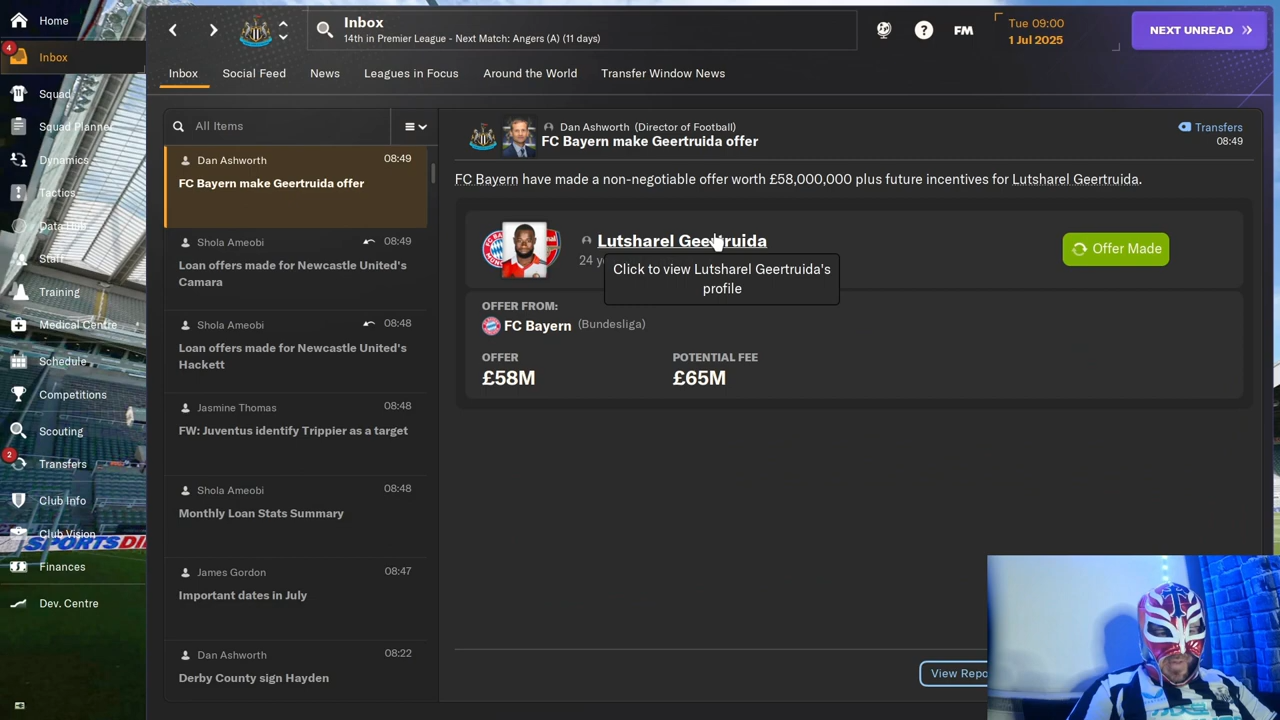 Home
4
Inbox
Squad
Squad Planner
Dynamics
Tactics
Data Hub
Staff
Training
Medical Centre
Schedule
Competitions
Scouting
2
Transfers
Club Info
Club Vision
SPORTSDI
Finances
Dev. Centre
Inbox
14th in Premier League - Next Match: Angers (A) (11 days)
?
FM
Tue 09:00
1 Jul 2025
NEXT UNREAD
Inbox
Social Feed
News
Leagues in Focus
Around the World
Transfer Window News
All Items
Dan Ashworth
08:49
FC Bayern make Geertruida offer
Shola Ameobi
08:49
Loan offers made for Newcastle United's
Camara
Shola Ameobi
08:48
Loan offers made for Newcastle United's
Hackett
Jasmine Thomas
08:48
FW: Juventus identify Trippier as a target
Shola Ameobi
08:48
Monthly Loan Stats Summary
James Gordon
08:47
Important dates in July
Dan Ashworth
08:22
Derby County sign Hayden
Dan Ashworth (Director of Football)
FC Bayern make Geertruida offer
Transfers
08:49
FC Bayern have made a non-negotiable offer worth £58,000,000 plus future incentives for Lutsharel Geertruida.
Lutsharel Geertruida
24 y
Click to view Lutsharel Geertruida's
profile
Offer Made
OFFER FROM:
FC Bayern (Bundesliga)
OFFER
£58M
POTENTIAL FEE
£65M
View Repo